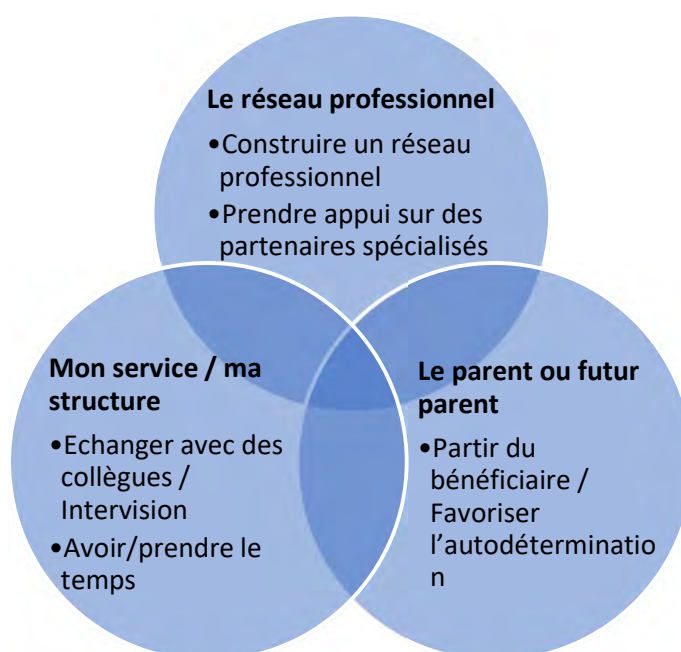 Le réseau professionnel
•Construire un réseau
professionnel
•Prendre appui sur des
partenaires spécialisés
Mon service / ma
structure
•Echanger avec des
collègues /
Intervision
•Avoir/prendre le
temps
Le parent ou futur
parent
•Partir du
bénéficiaire /
Favoriser
l’autodéterminatio
n